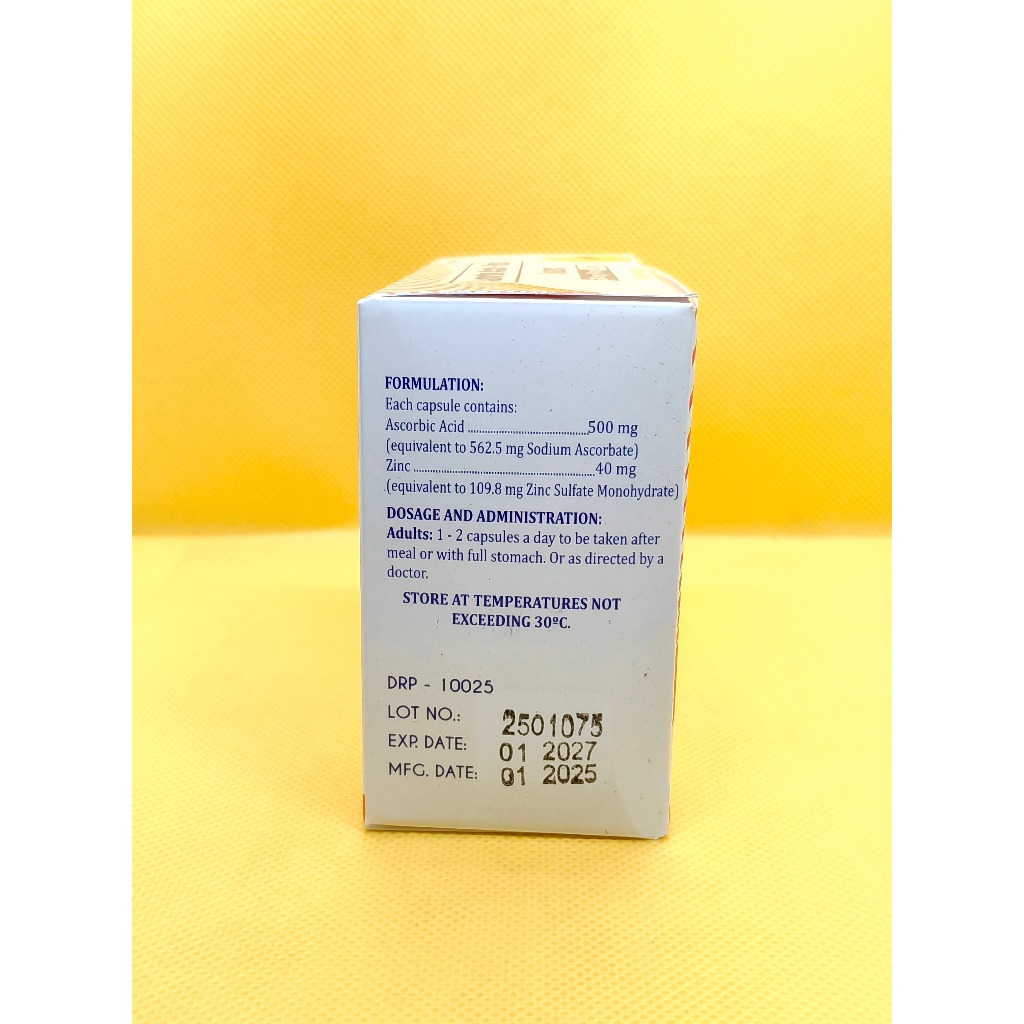 FORMULATION:
Each capsule contains:
Ascorbic Acid ............................................500 mg
(equivalent to 562.5 mg Sodium Ascorbate)
Zinc ..................................................................40 mg
(equivalent to 109.8 mg Zinc Sulfate Monohydrate)
DOSAGE AND ADMINISTRATION:
Adults: 1 - 2 capsules a day to be taken after
meal or with full stomach. Or as directed by a
doctor.
STORE AT TEMPERATURES NOT
EXCEEDING 30ºC.
DRP - 10025
LOT NO.: 2501075
EXP. DATE: 01 2027
MFG. DATE: 01 2025